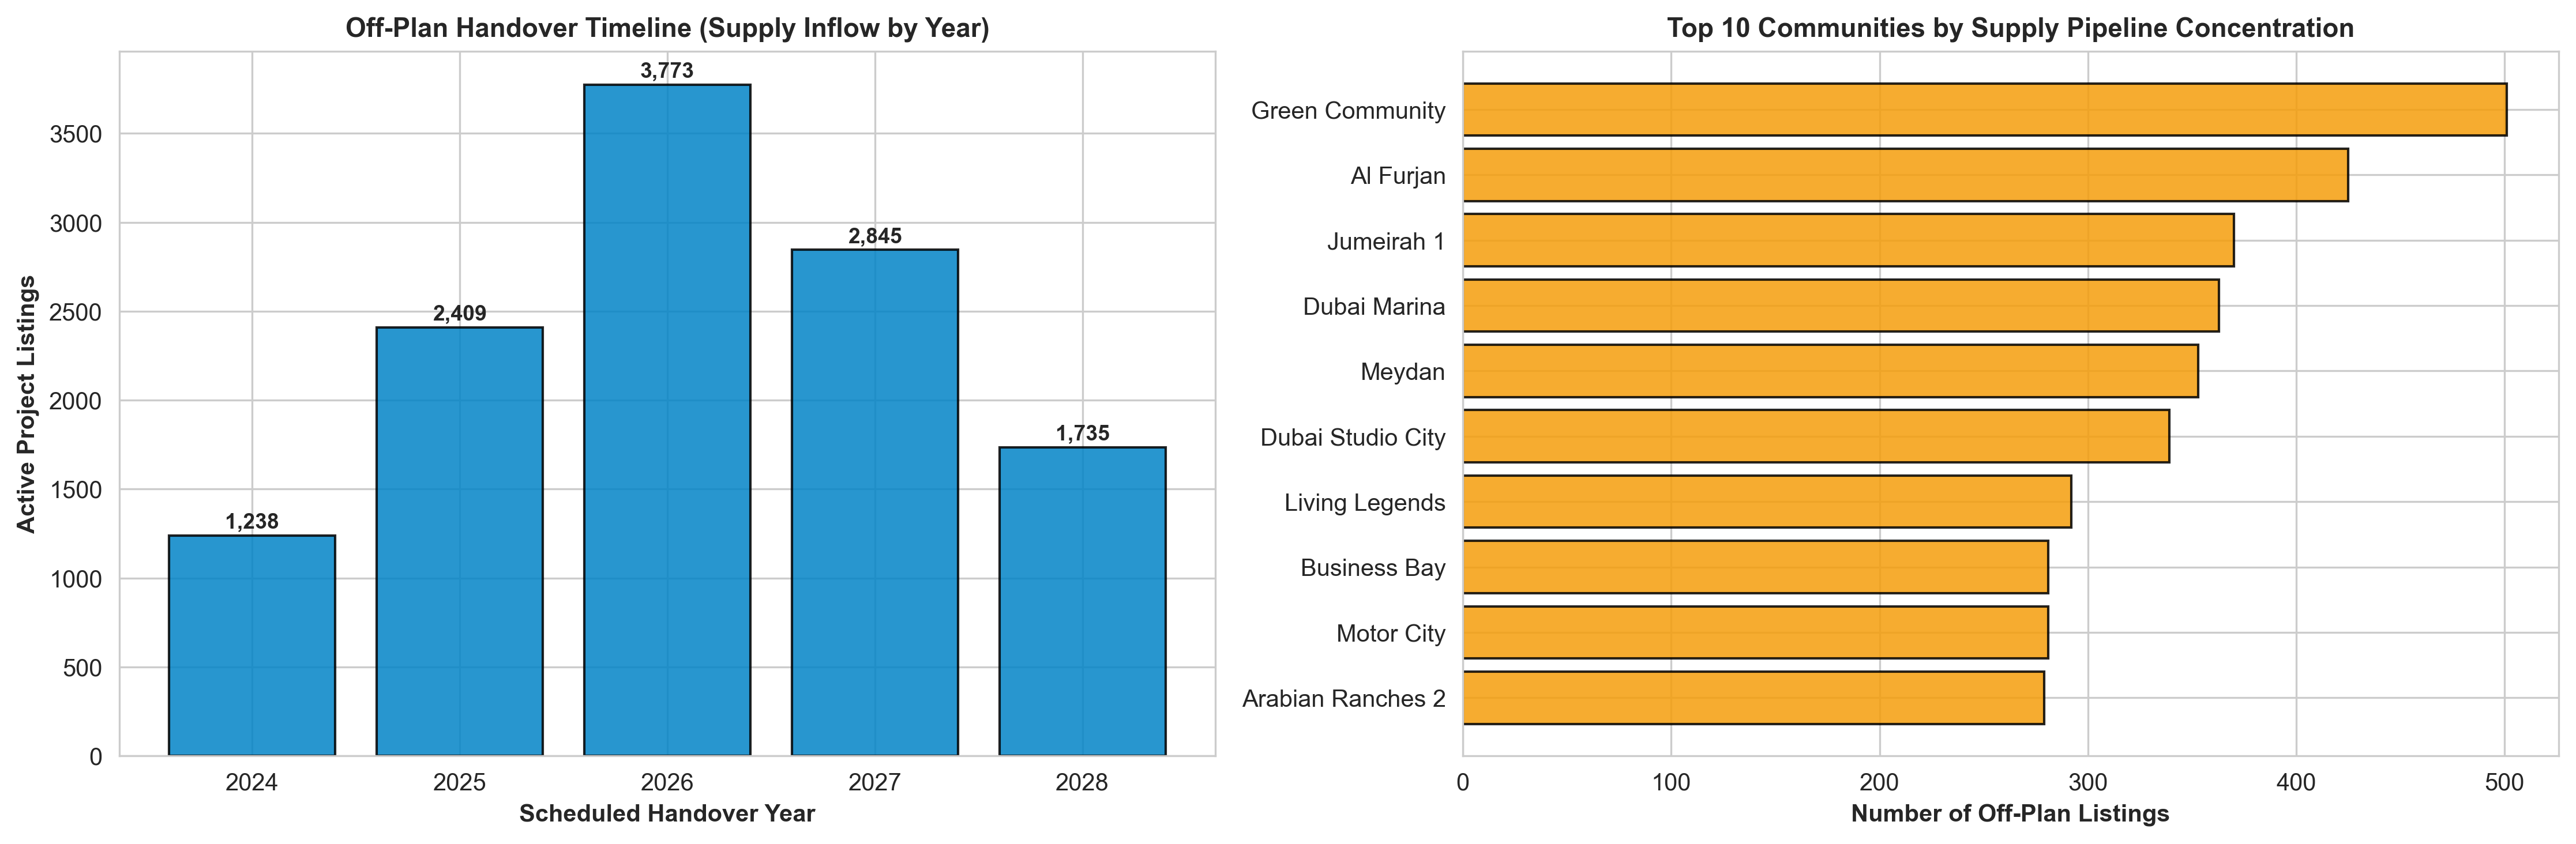 Off-Plan Handover Timeline (Supply Inflow by Year)
3,773
2,845
2,409
1,735
1,238
3500
3000
2500
2000
1500
1000
500
0
Active Project Listings
2024 2025 2026 2027 2028
Scheduled Handover Year
Top 10 Communities by Supply Pipeline Concentration
Green Community
Al Furjan
Jumeirah 1
Dubai Marina
Meydan
Dubai Studio City
Living Legends
Business Bay
Motor City
Arabian Ranches 2
0 100 200 300 400 500
Number of Off-Plan Listings